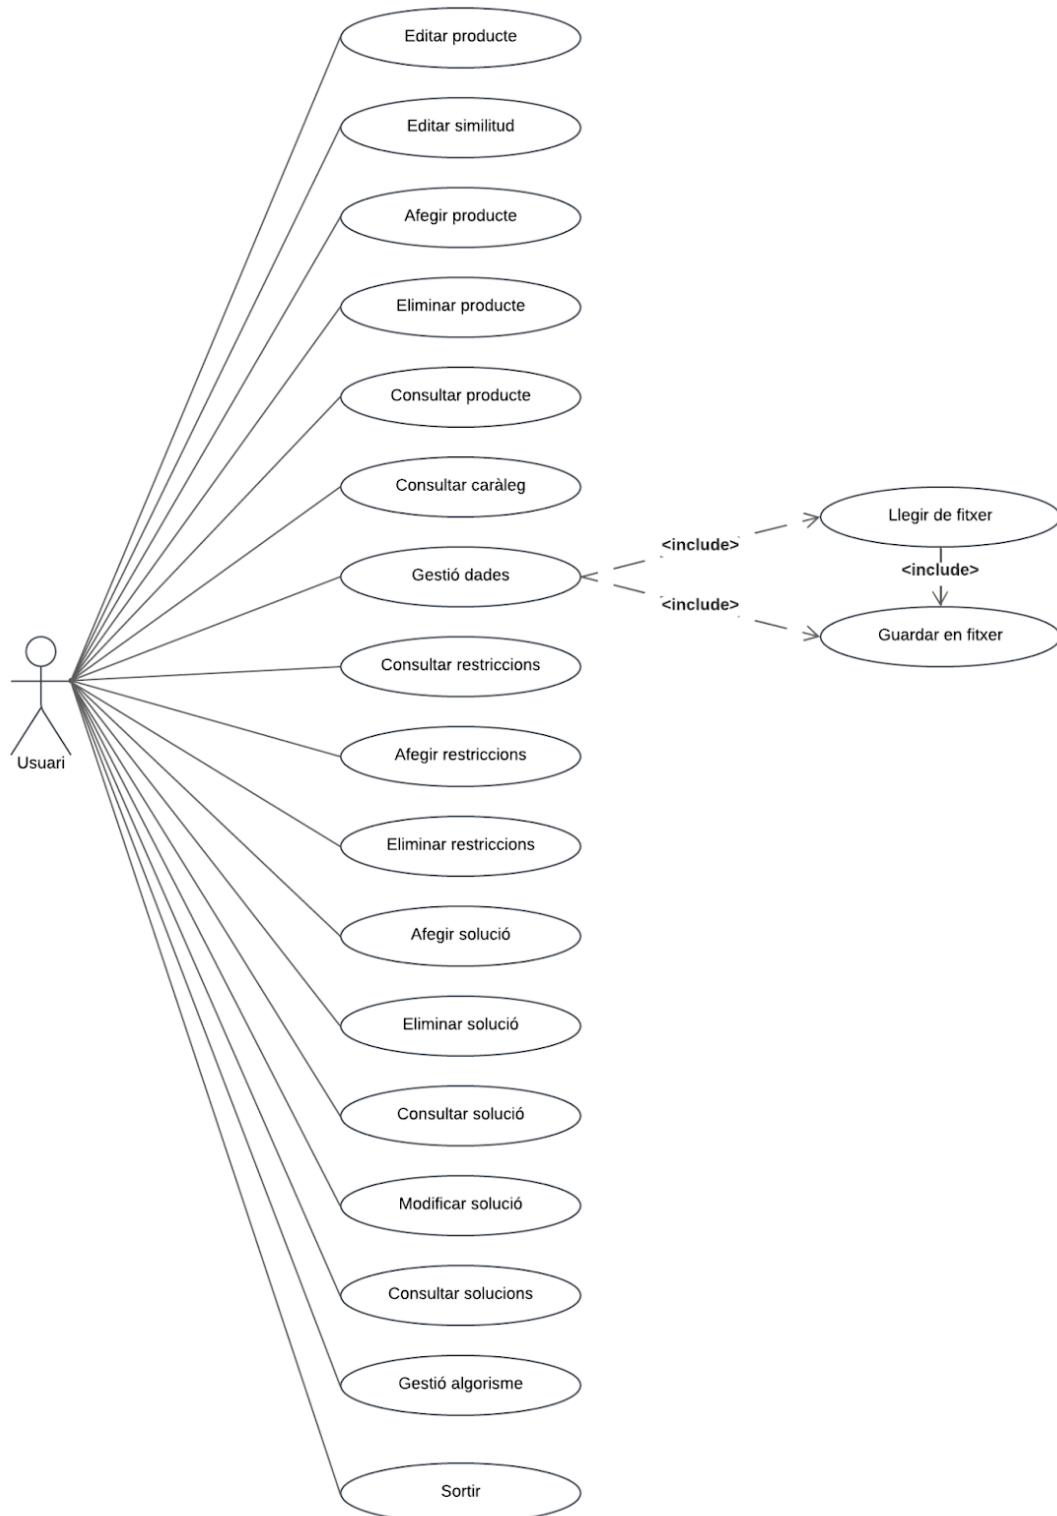 Editar producte
Editar similitud
Afegir producte
Eliminar producte
Consultar producte
Consultar caràleg
Gestió dades
<include>
<include>
Llegir de fitxer
<include>
Guardar en fitxer
Consultar restriccions
Usuari
Afegir restriccions
Eliminar restriccions
Afegir solució
Eliminar solució
Consultar solució
Modificar solució
Consultar solucions
Gestió algorisme
Sortir